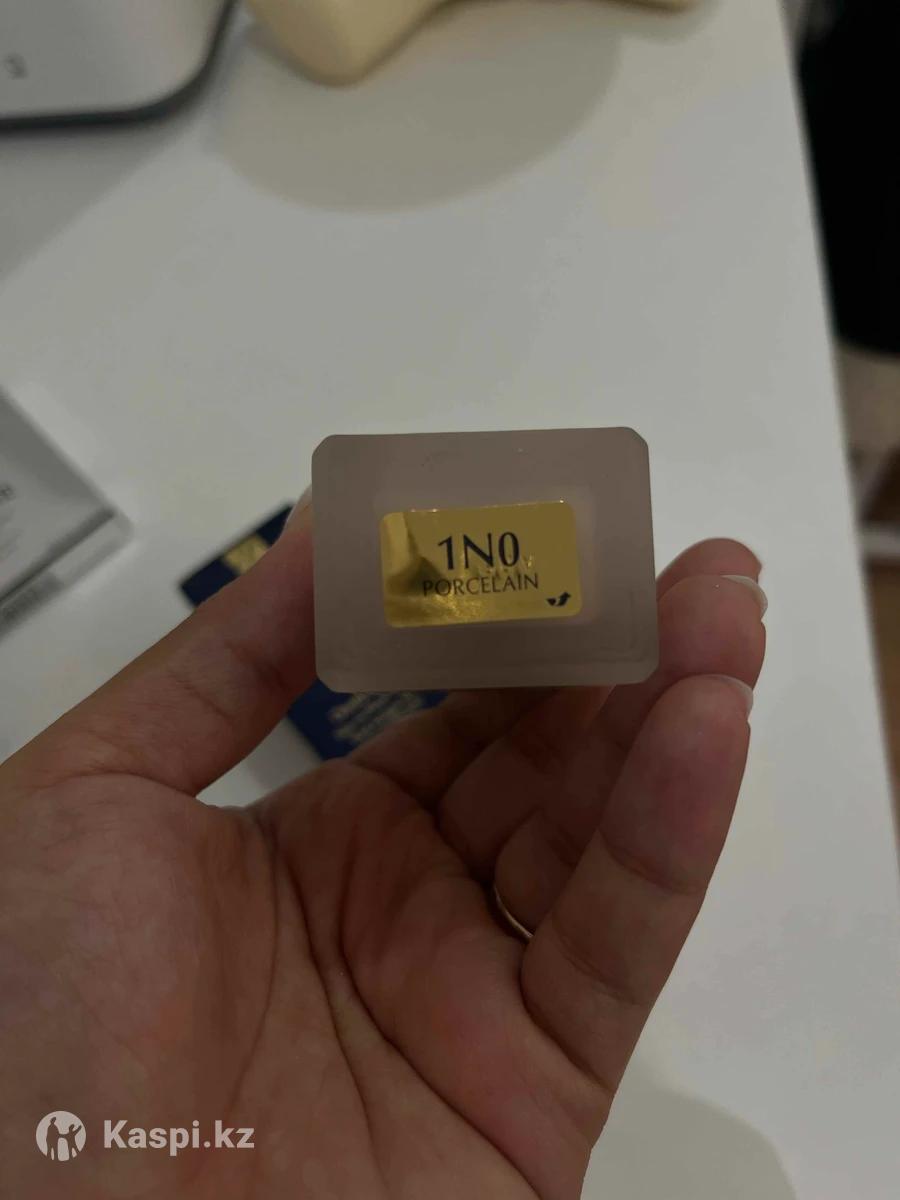 1N0
PORCELAIN
Kaspi.kz